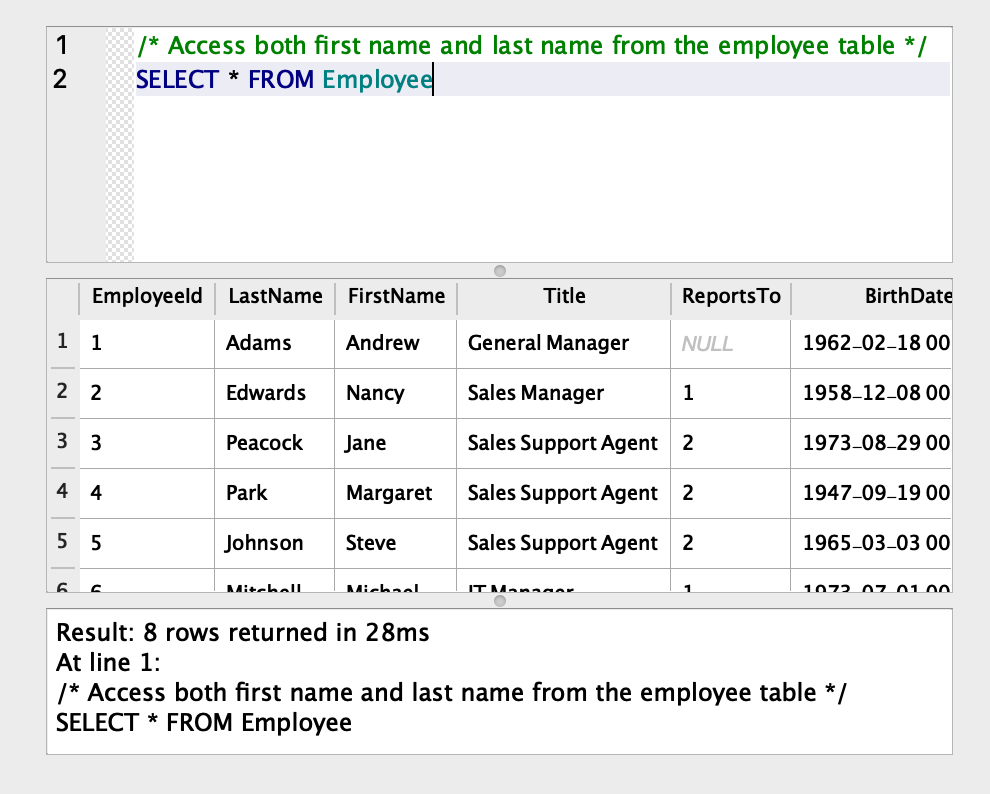 1 /* Access both first name and last name from the employee table */
2 SELECT * FROM Employee
EmployeeId LastName FirstName Title ReportsTo BirthDate
1 1 Adams Andrew General Manager NULL 1962-02-18 00
2 2 Edwards Nancy Sales Manager 1 1958-12-08 00
3 3 Peacock Jane Sales Support Agent 2 1973-08-29 00
4 4 Park Margaret Sales Support Agent 2 1947-09-19 00
5 5 Johnson Steve Sales Support Agent 2 1965-03-03 00
6 6 Mitchell Michael IT Manager 1 1973-07-01 00
Result: 8 rows returned in 28ms
At line 1:
/* Access both first name and last name from the employee table */
SELECT * FROM Employee